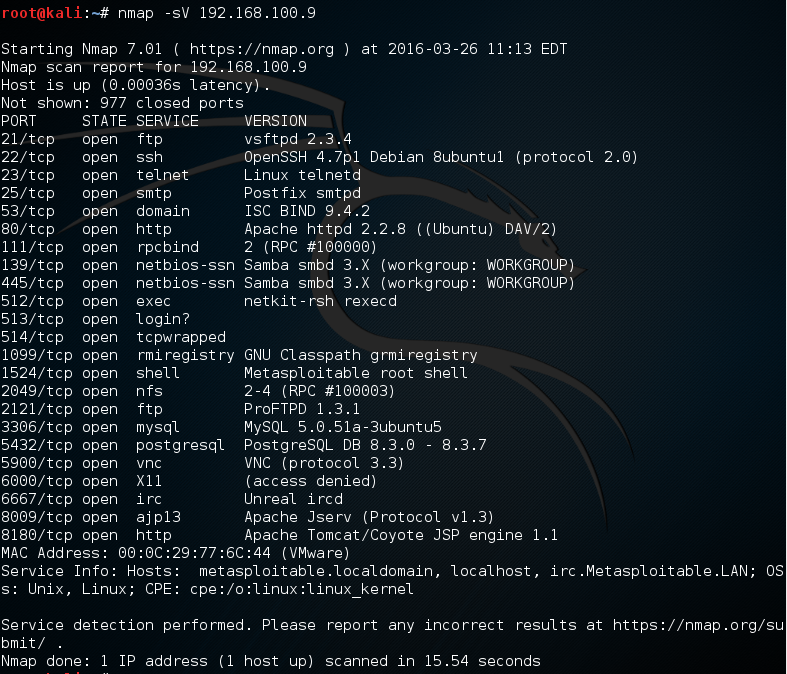 root@kali:~# nmap -sV 192.168.100.9
Starting Nmap 7.01 ( https://nmap.org ) at 2016-03-26 11:13 EDT
Nmap scan report for 192.168.100.9
Host is up (0.00036s latency).
Not shown: 977 closed ports
PORT     STATE SERVICE     VERSION
21/tcp   open  ftp         vsftpd 2.3.4
22/tcp   open  ssh         OpenSSH 4.7p1 Debian 8ubuntu1 (protocol 2.0)
23/tcp   open  telnet      Linux telnetd
25/tcp   open  smtp        Postfix smtpd
53/tcp   open  domain      ISC BIND 9.4.2
80/tcp   open  http        Apache httpd 2.2.8 ((Ubuntu) DAV/2)
111/tcp  open  rpcbind     2 (RPC #100000)
139/tcp  open  netbios-ssn Samba smbd 3.X (workgroup: WORKGROUP)
445/tcp  open  netbios-ssn Samba smbd 3.X (workgroup: WORKGROUP)
512/tcp  open  exec        netkit-rsh rexecd
513/tcp  open  login?
514/tcp  open  tcpwrapped
1099/tcp open  rmiregistry GNU Classpath grmiregistry
1524/tcp open  shell       Metasploitable root shell
2049/tcp open  nfs         2-4 (RPC #100003)
2121/tcp open  ftp         ProFTPD 1.3.1
3306/tcp open  mysql       MySQL 5.0.51a-3ubuntu5
5432/tcp open  postgresql  PostgreSQL DB 8.3.0 - 8.3.7
5900/tcp open  vnc         VNC (protocol 3.3)
6000/tcp open  X11         (access denied)
6667/tcp open  irc         Unreal ircd
8009/tcp open  ajp13       Apache Jserv (Protocol v1.3)
8180/tcp open  http        Apache Tomcat/Coyote JSP engine 1.1
MAC Address: 00:0C:29:77:6C:44 (VMware)
Service Info: Hosts:  metasploitable.localdomain, localhost, irc.Metasploitable.LAN; OS
s: Unix, Linux; CPE: cpe:/o:linux:linux_kernel
Service detection performed. Please report any incorrect results at https://nmap.org/su
bmit/ .
Nmap done: 1 IP address (1 host up) scanned in 15.54 seconds